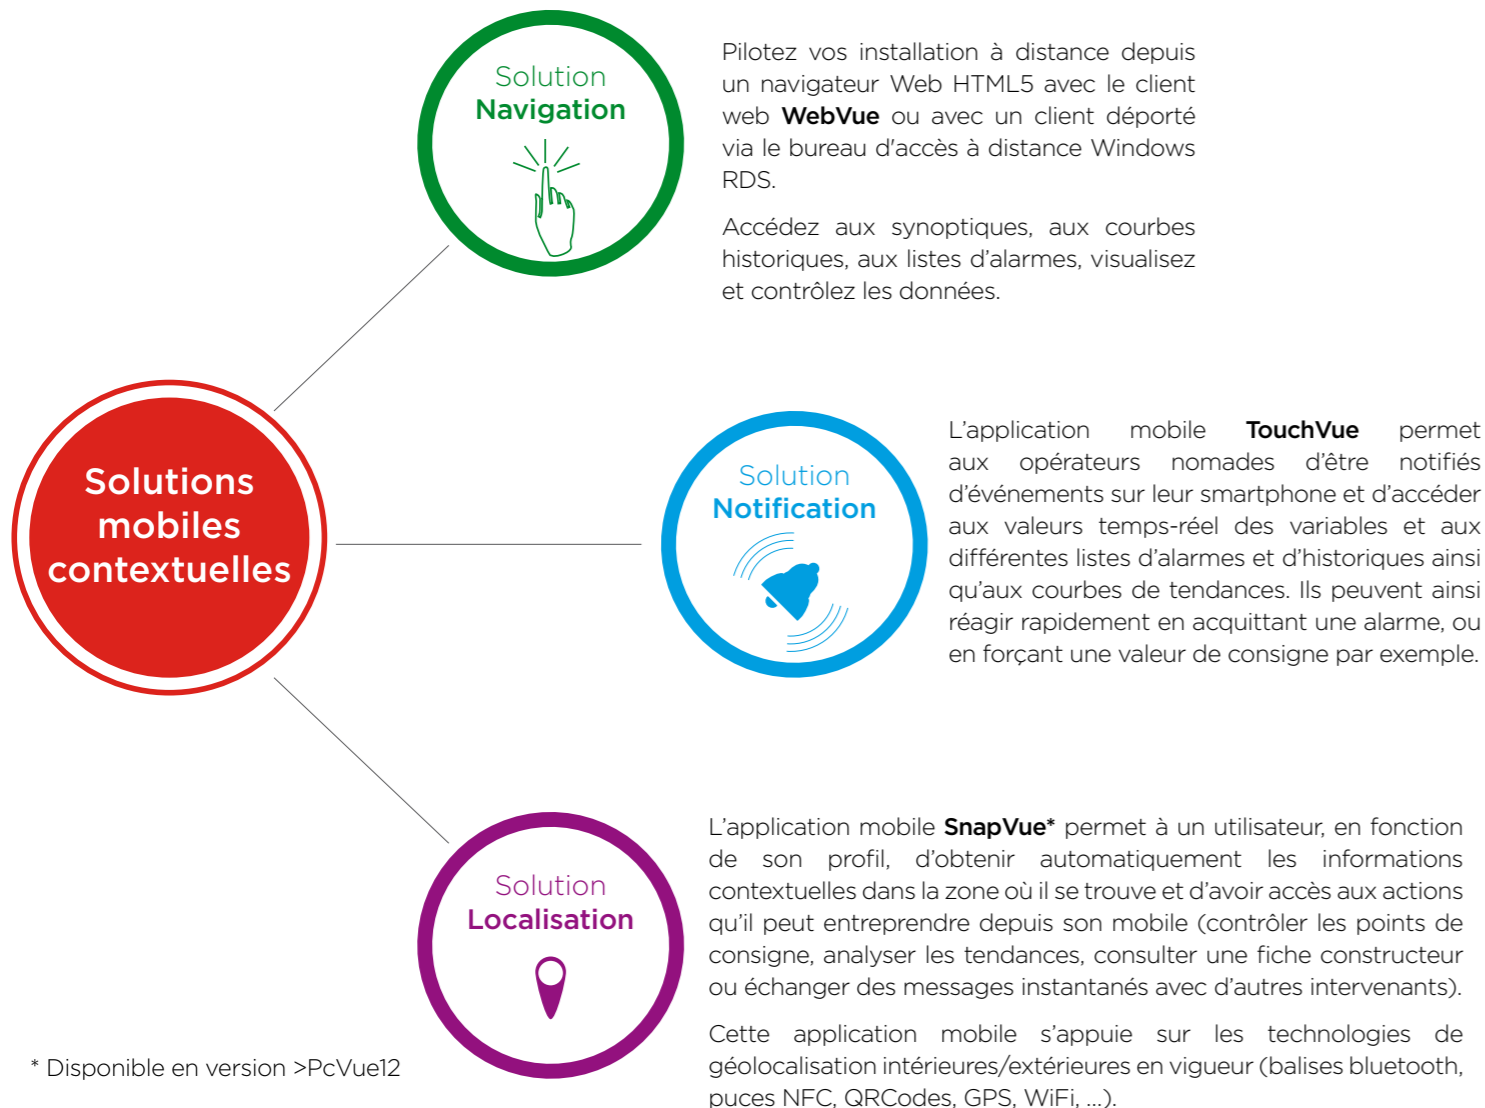 Solution
Navigation
Pilotez vos installation à distance depuis
un navigateur Web HTML5 avec le client
web WebVue ou avec un client déporté
via le bureau d'accès à distance Windows
RDS.
Accédez aux synoptiques, aux courbes
historiques, aux listes d’alarmes, visualisez
et contrôlez les données.
Solutions
mobiles
contextuelles
Solution
Notification
L’application mobile TouchVue permet
aux opérateurs nomades d’être notifiés
d’événements sur leur smartphone et d’accéder
aux valeurs temps-réel des variables et aux
différentes listes d’alarmes et d’historiques ainsi
qu’aux courbes de tendances. Ils peuvent ainsi
réagir rapidement en acquittant une alarme, ou
en forçant une valeur de consigne par exemple.
Solution
Localisation
L’application mobile SnapVue* permet à un utilisateur, en fonction
de son profil, d’obtenir automatiquement les informations
contextuelles dans la zone où il se trouve et d’avoir accès aux actions
qu’il peut entreprendre depuis son mobile (contrôler les points de
consigne, analyser les tendances, consulter une fiche constructeur
ou échanger des messages instantanés avec d’autres intervenants).
Cette application mobile s’appuie sur les technologies de
géolocalisation intérieures/extérieures en vigueur (balises bluetooth,
puces NFC, QRCodes, GPS, WiFi, ...).
* Disponible en version >PcVue12